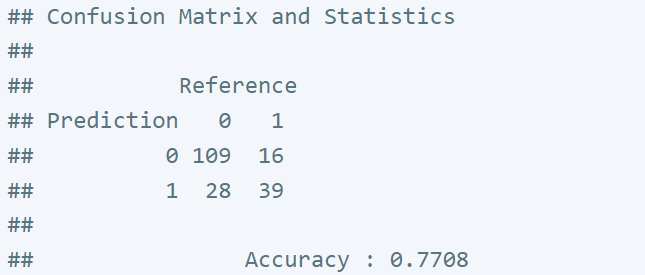 ## Confusion Matrix and Statistics
##
##           Reference
## Prediction   0   1
##          0 109  16
##          1  28  39
##
##                Accuracy : 0.7708